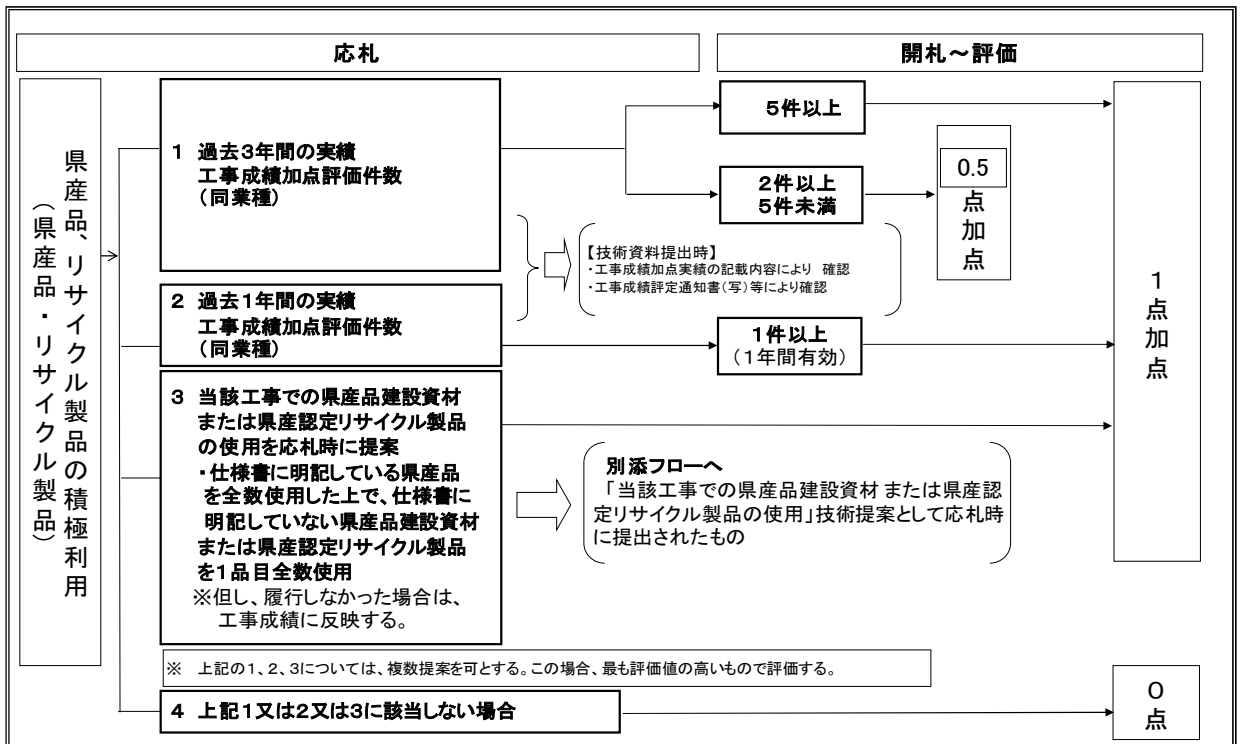 応札
開札～評価
県産品、リサイクル製品の積極利用
（県産品・リサイクル製品）
1 過去3年間の実績
工事成績加点評価件数
（同業種）
5件以上
2件以上
5件未満
0.5
点
加
点
【技術資料提出時】
・工事成績加点実績の記載内容により 確認
・工事成績評定通知書（写）等により確認
2 過去1年間の実績
工事成績加点評価件数
（同業種）
1件以上
（1年間有効）
1
点
加
点
3 当該工事での県産品建設資材
または県産認定リサイクル製品
の使用を応札時に提案
・仕様書に明記している県産品
を全数使用した上で、仕様書に
明記していない県産品建設資材
または県産認定リサイクル製品
を1品目全数使用
※但し、履行しなかった場合は、
工事成績に反映する。
別添フローへ
「当該工事での県産品建設資材 または県産認
定リサイクル製品の使用」技術提案として応札時
に提出されたもの
※ 上記の1、2、3については、複数提案を可とする。この場合、最も評価値の高いもので評価する。
4 上記1又は2又は3に該当しない場合
0
点